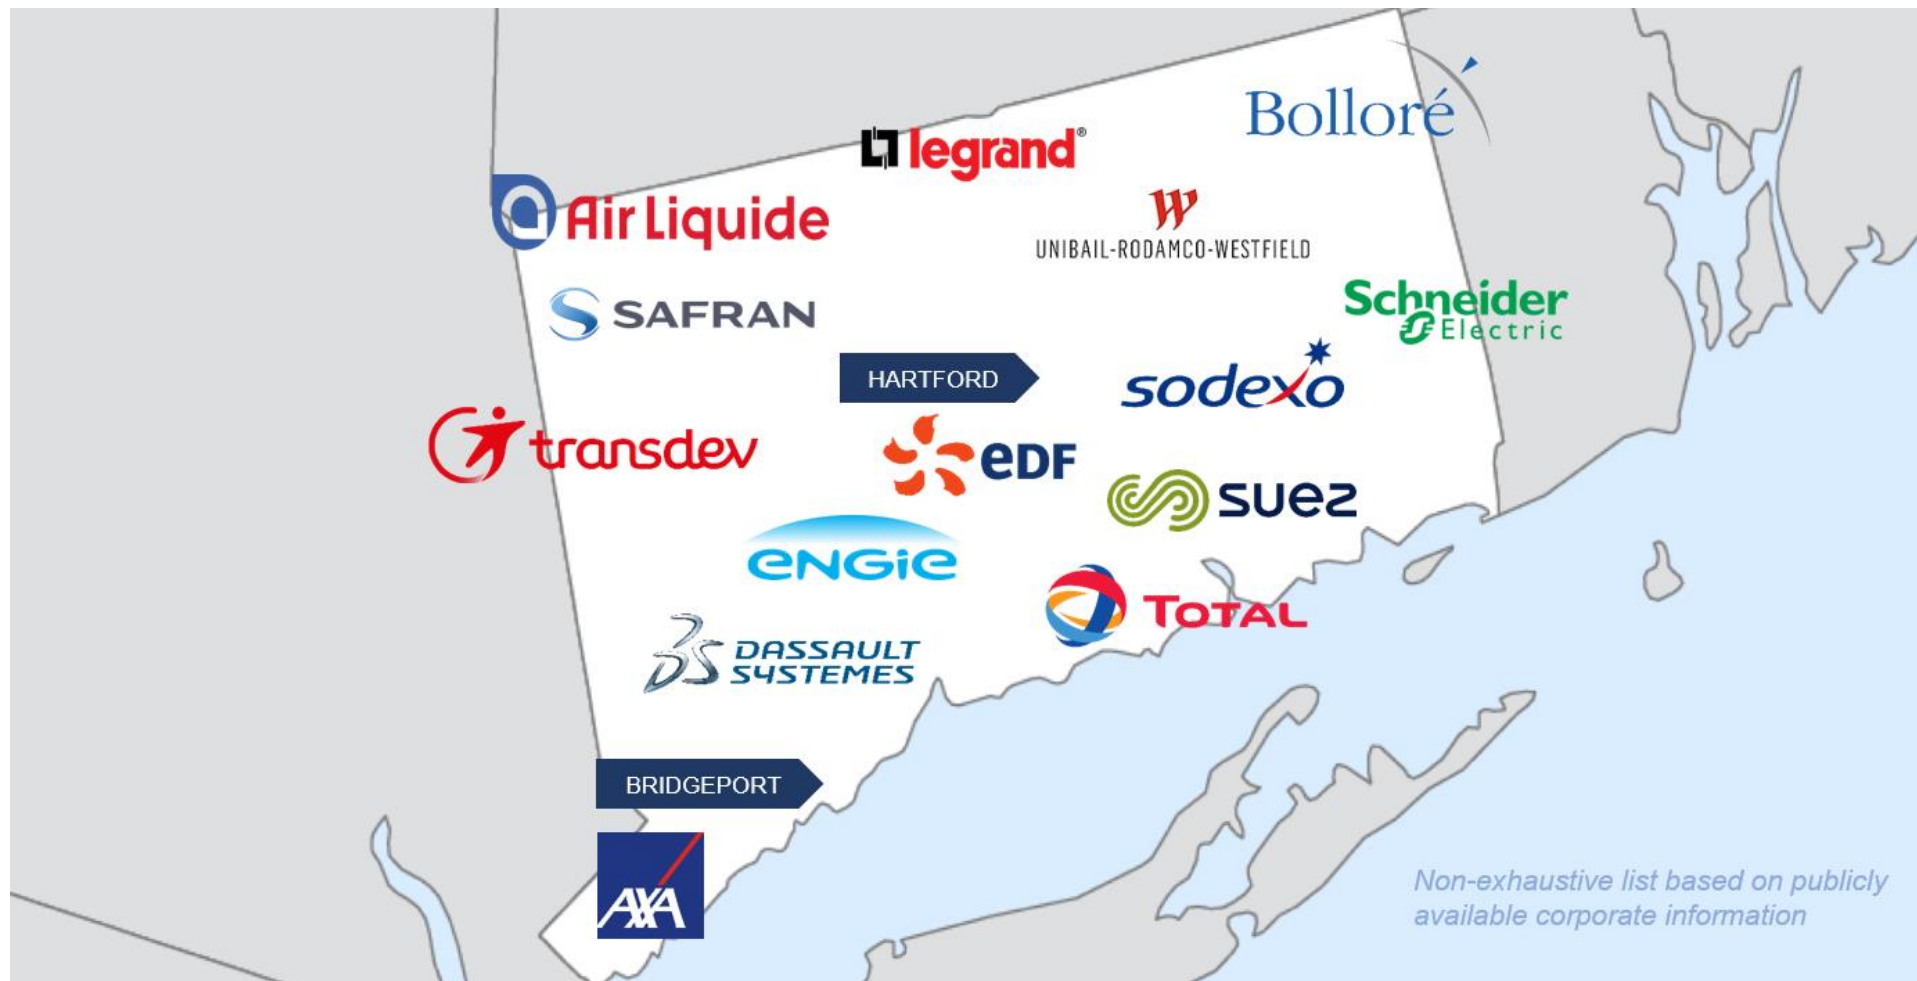 Bolloré
legrand®
Air Liquide
UNIBAIL-RODAMCO-WESTFIELD
SAFRAN
Schneider
Electric
HARTFORD
sodexo
transdev
eDF
suez
eNGie
TOTAL
DASSAULT
SYSTEMES
BRIDGEPORT
AXA
Non-exhaustive list based on publicly
available corporate information